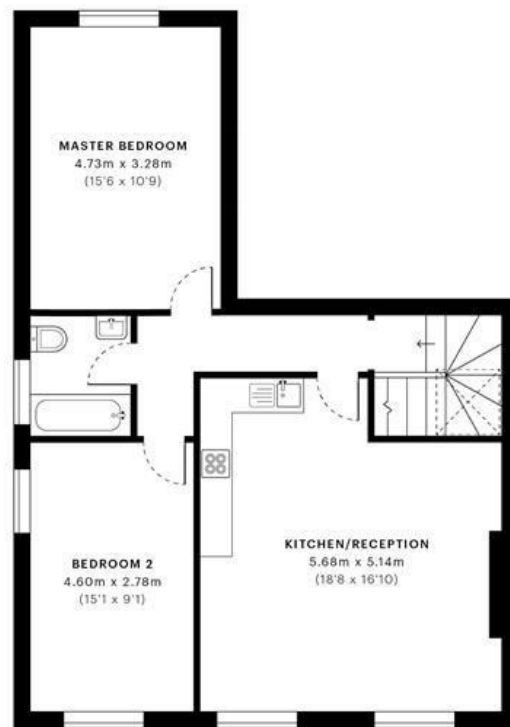 MASTER BEDROOM
4.73m x 3.28m
(15'6 x 10'9)
BEDROOM 2
4.60m x 2.78m
(15'1 x 9'1)
KITCHEN/RECEPTION
5.68m x 5.14m
(18'8 x 16'10)